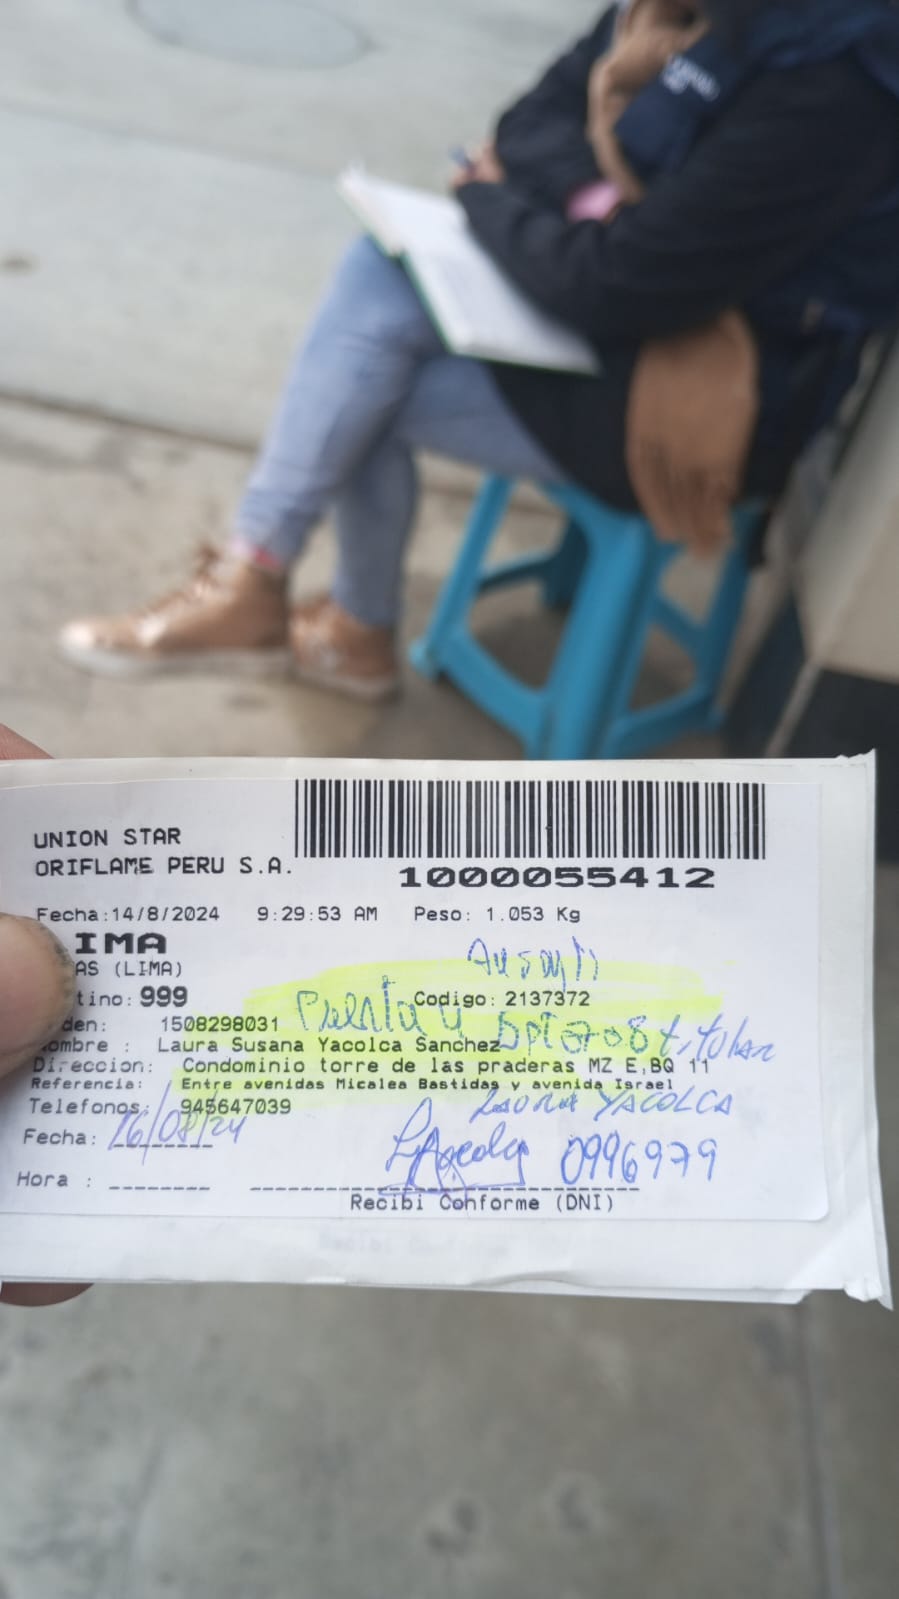 UNION STAR
ORIFLAME PERU S.A.
1000055412
Fecha:14/8/2024 9:29:53 AM Peso: 1.053 Kg
IMA
AS (LIMA)
tino: 999 Codigo: 2137372
den: 1508298031 Puerta 4
ombre : Laura Susana Yacolca Sanchez titular
Direccion: Condominio torre de las praderas MZ E,BQ 11
Referencia: Entre avenidas Micalea Bastidas y avenida Israel
Telefonos: 945647039 YACOLCA
Fecha: 26/08/24
0996979
Hora :
Recibi Conforme (DNI)